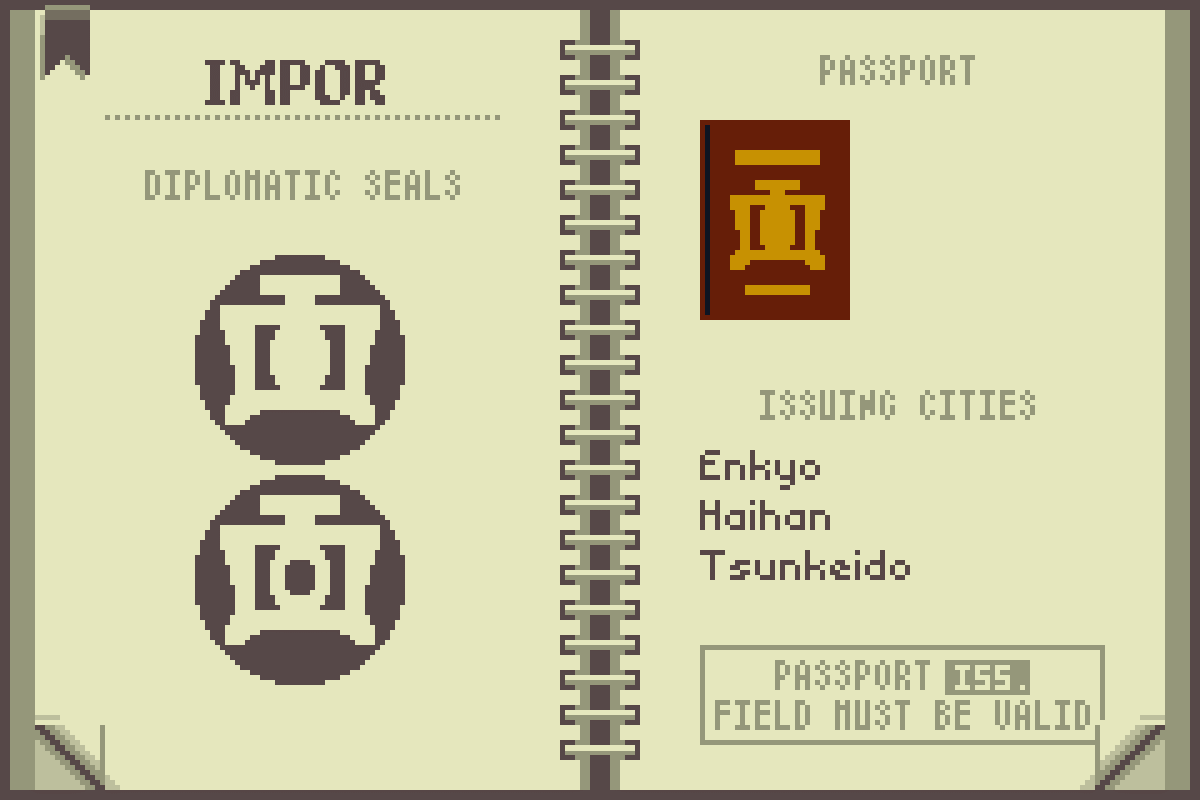 IMPOR
DIPLOMATIC SEALS
PASSPORT
ISSUING CITIES
Enkyo
Haihan
Tsunkeido
PASSPORT ISS.
FIELD MUST BE VALID